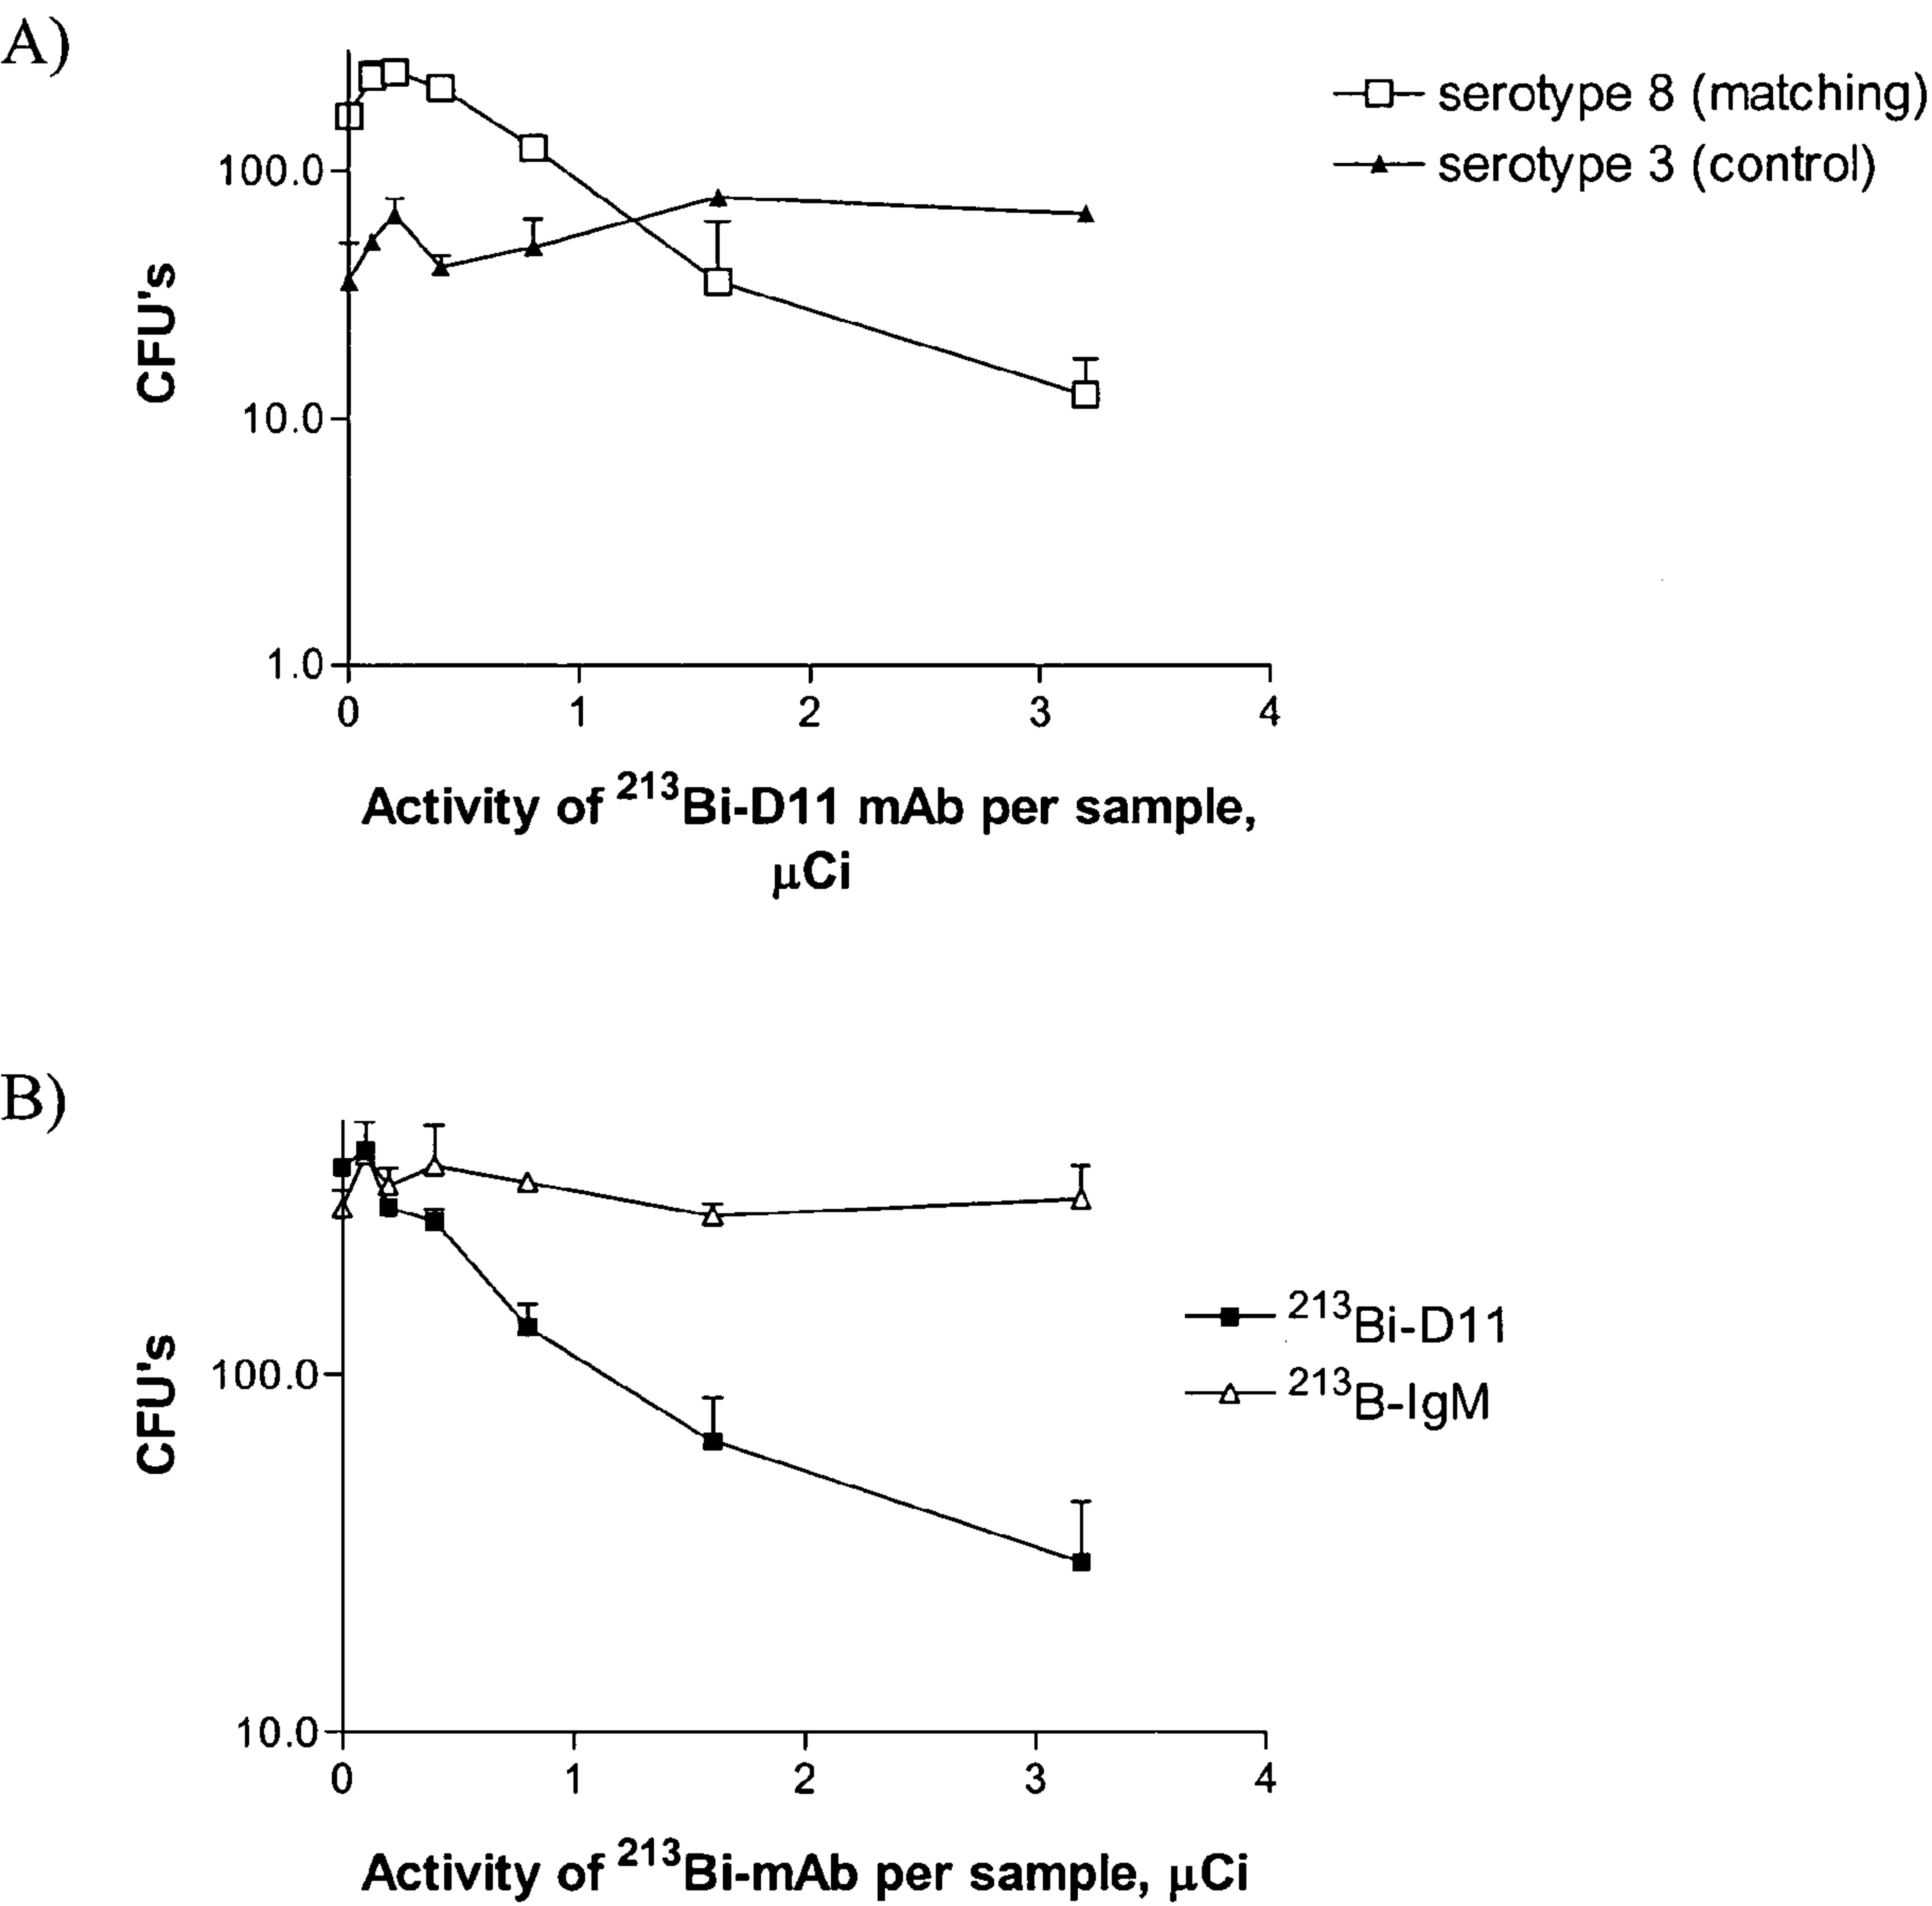 A)
serotype 8 (matching)
serotype 3 (control)
100.0
10.0
1.0
CFU's
0 1 2 3 4
Activity of ²¹³Bi-D11 mAb per sample,
μCi
B)
²¹³Bi-D11
²¹³B-IgM
100.0
10.0
CFU's
0 1 2 3 4
Activity of ²¹³Bi-mAb per sample, μCi